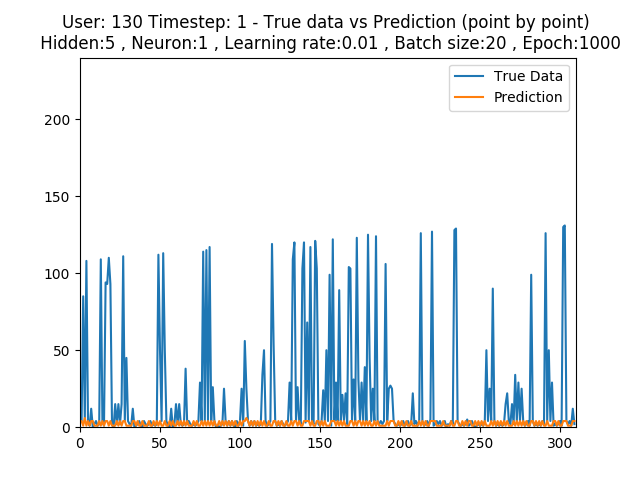 User: 130 Timestep: 1 - True data vs Prediction (point by point)
Hidden:5 , Neuron:1 , Learning rate:0.01 , Batch size:20 , Epoch:1000
True Data
Prediction
200
150
100
50
0
0 50 100 150 200 250 300